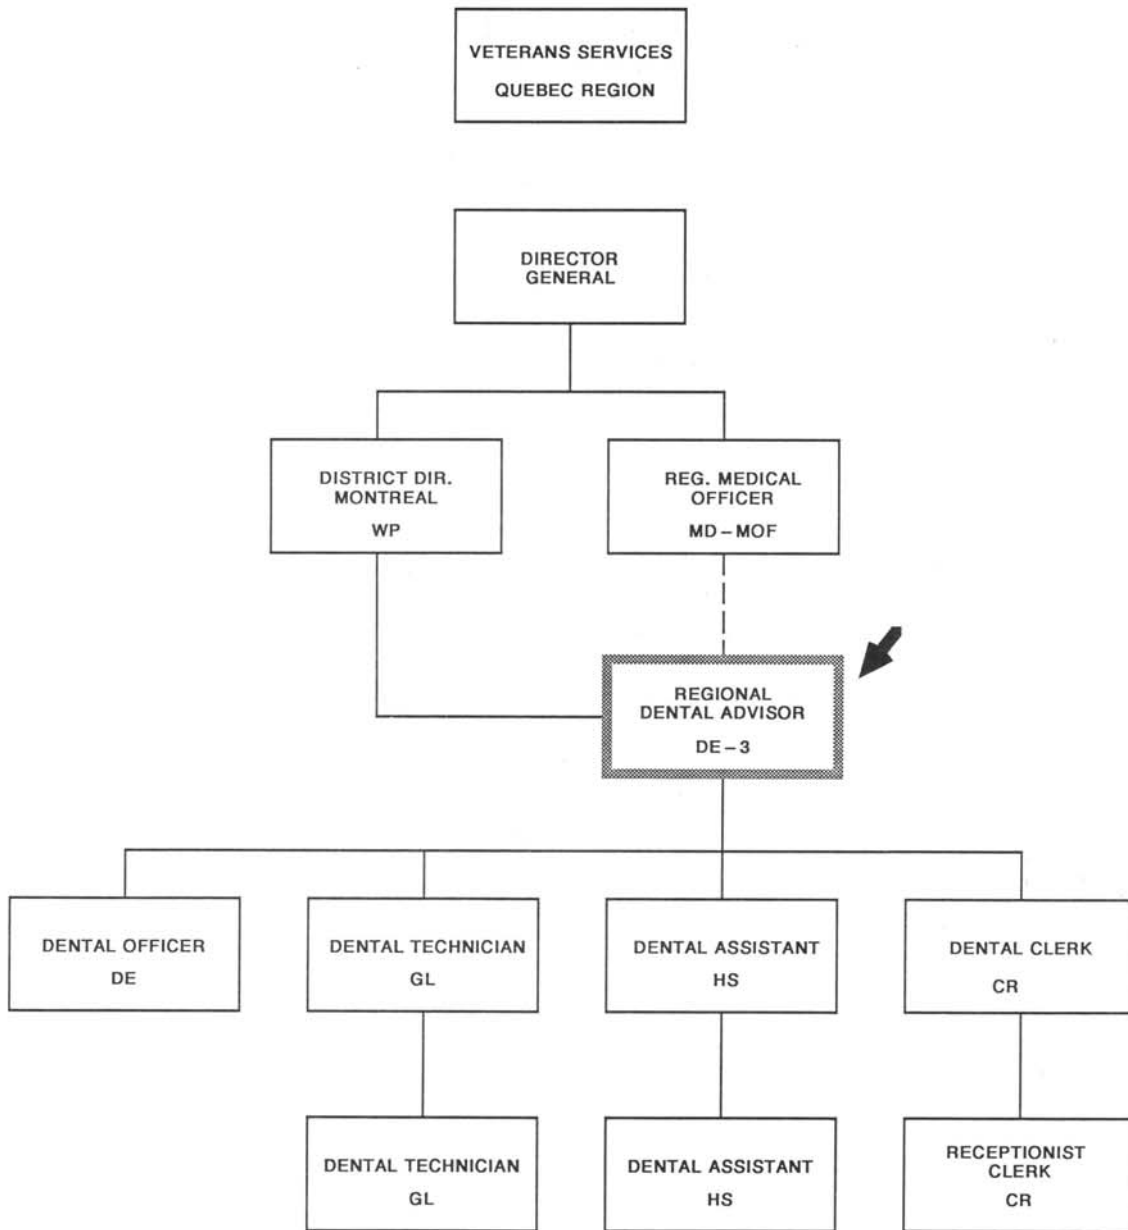 VETERANS SERVICES
QUEBEC REGION
DIRECTOR
GENERAL
DISTRICT DIR.
MONTREAL
WP
REG. MEDICAL
OFFICER
MD-MOF
REGIONAL
DENTAL ADVISOR
DE-3
DENTAL OFFICER
DE
DENTAL TECHNICIAN
GL
DENTAL ASSISTANT
HS
DENTAL CLERK
CR
DENTAL TECHNICIAN
GL
DENTAL ASSISTANT
HS
RECEPTIONIST
CLERK
CR